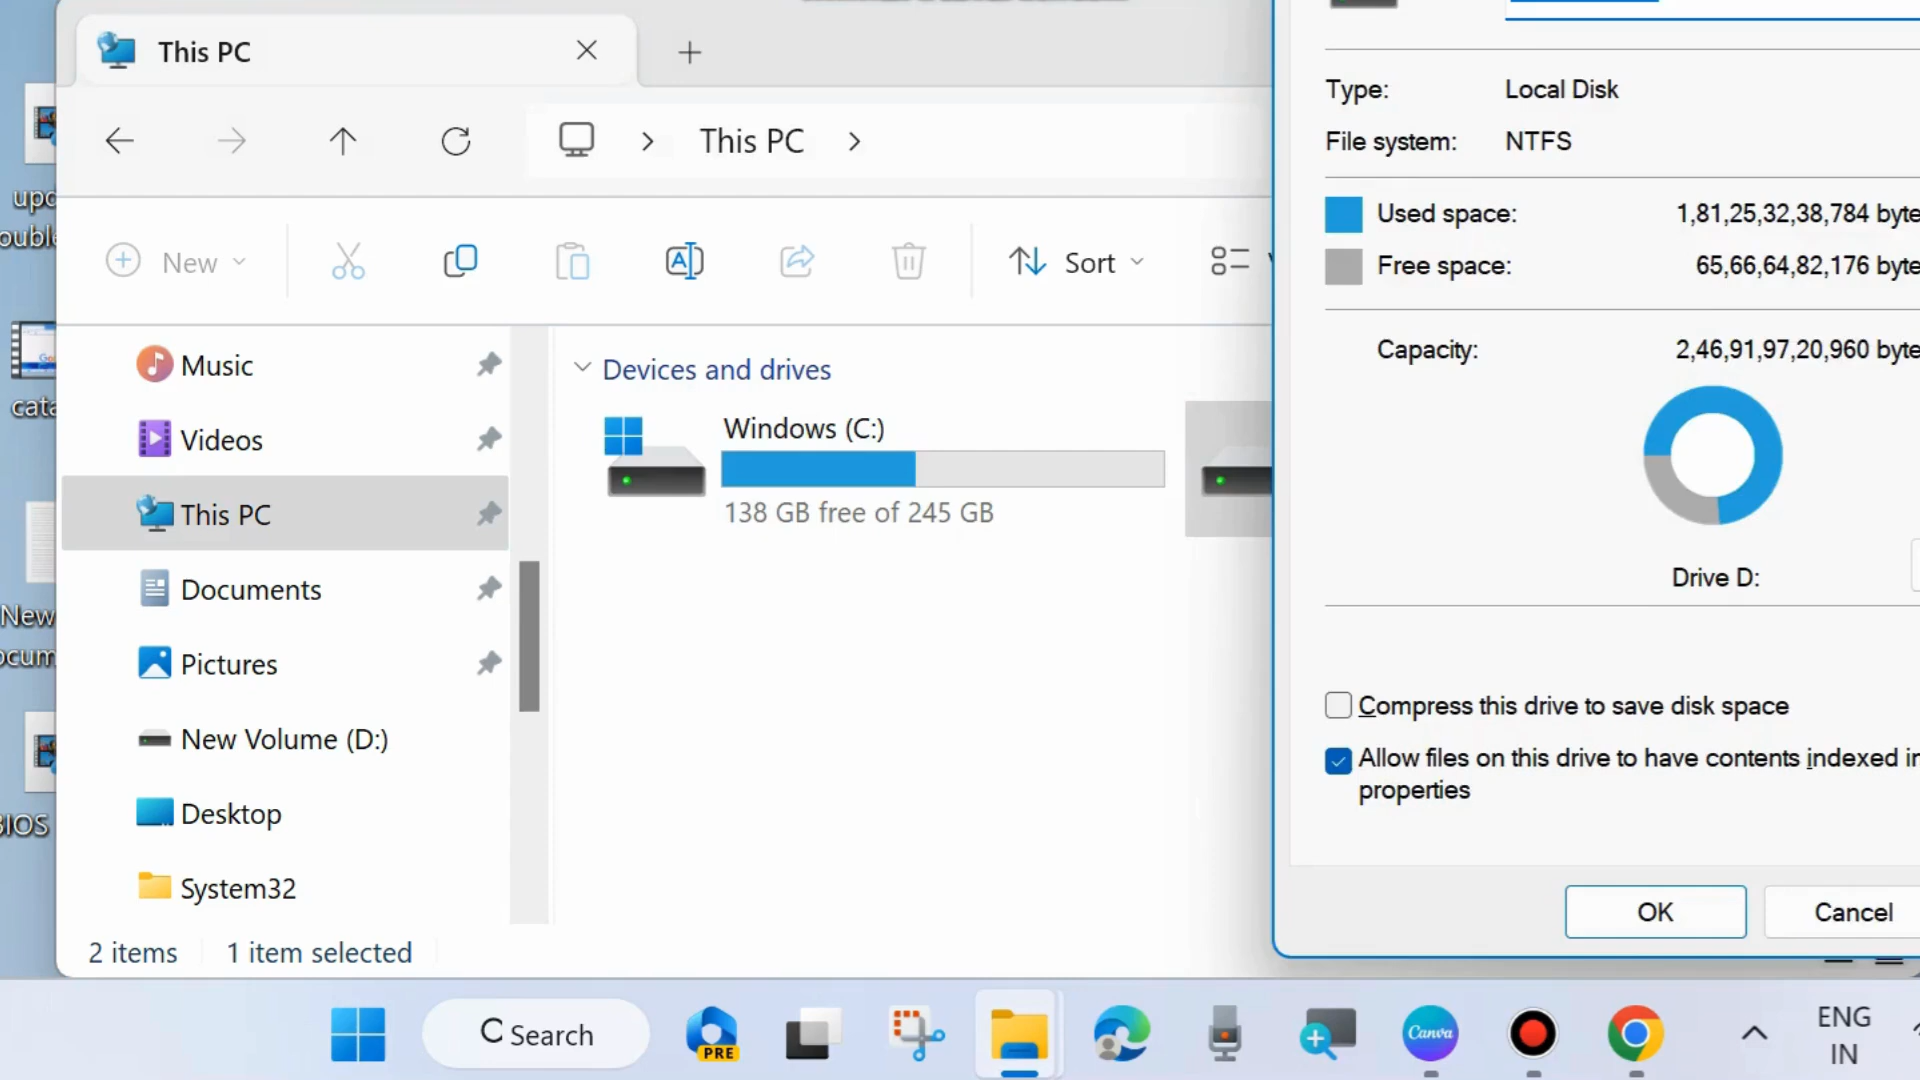 This PC
This PC
New
Sort
Music
Videos
This PC
Documents
Pictures
New Volume (D:)
Desktop
System32
Devices and drives
Windows (C:)
138 GB free of 245 GB
2 items
1 item selected
Type: Local Disk
File system: NTFS
Used space: 1,81,25,32,38,784 byte
Free space: 65,66,64,82,176 byte
Capacity: 2,46,91,97,20,960 byte
Drive D:
Compress this drive to save disk space
Allow files on this drive to have contents indexed in
properties
OK
Cancel
upd
ouble
cata
New
ocum
BIOS
Search
PRE
Canva
ENG
IN